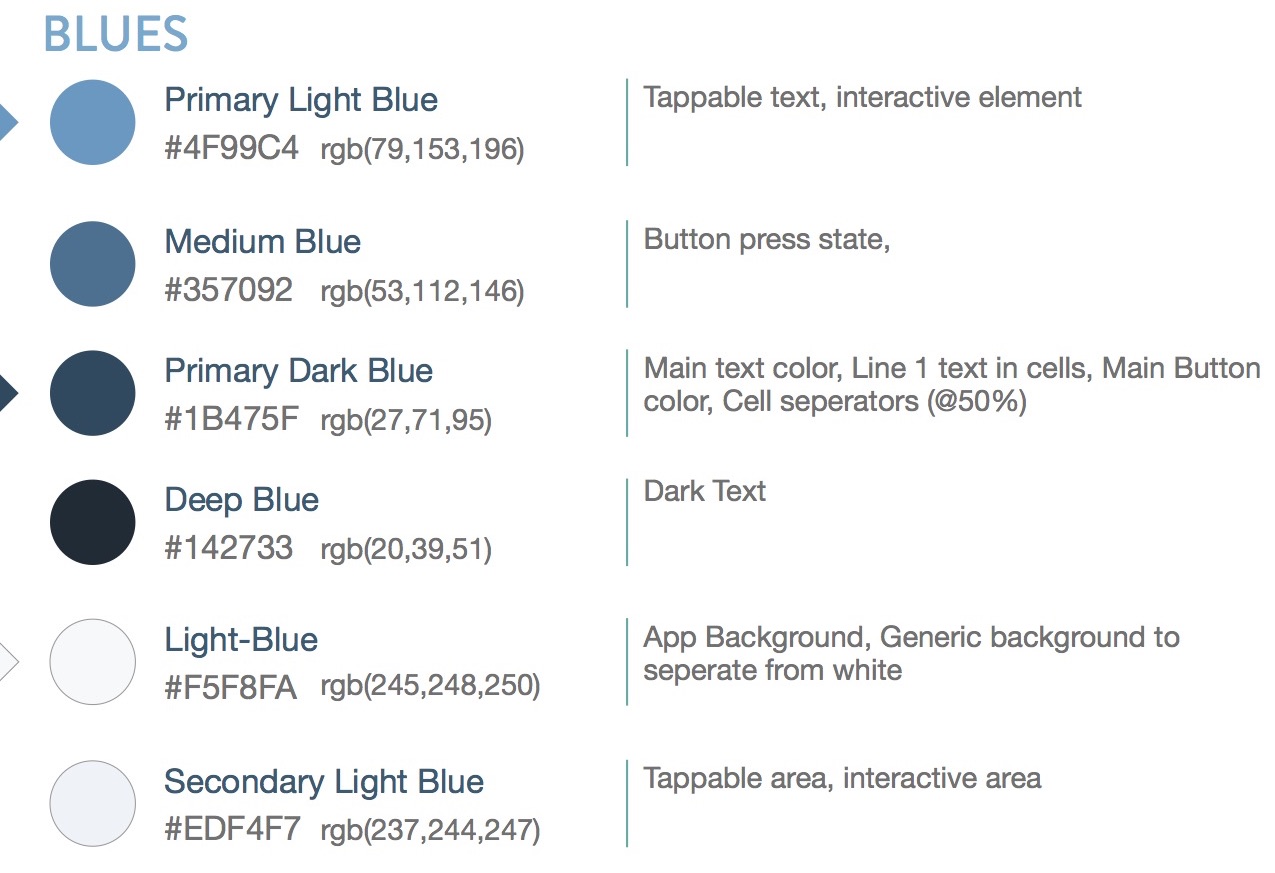 BLUES
Primary Light Blue
#4F99C4 rgb(79,153,196)
Tappable text, interactive element
Medium Blue
#357092 rgb(53,112,146)
Button press state,
Primary Dark Blue
#1B475F rgb(27,71,95)
Main text color, Line 1 text in cells, Main Button
color, Cell seperators (@50%)
Deep Blue
#142733 rgb(20,39,51)
Dark Text
Light-Blue
#F5F8FA rgb(245,248,250)
App Background, Generic background to
seperate from white
Secondary Light Blue
#EDF4F7 rgb(237,244,247)
Tappable area, interactive area